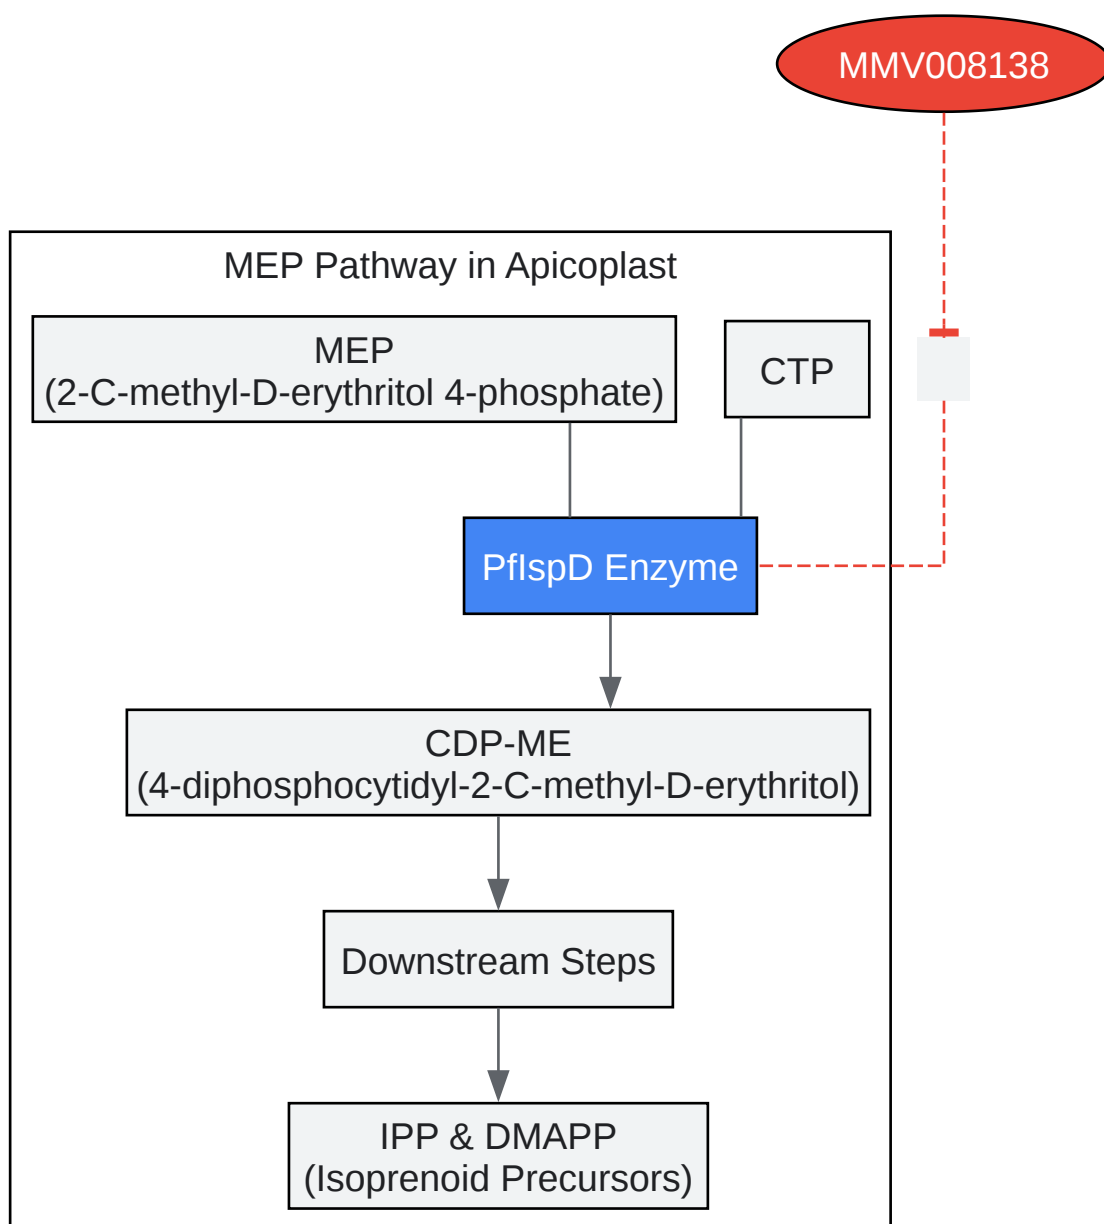 MMV008138
MEP Pathway in Apicoplast
MEP
(2-C-methyl-D-erythritol 4-phosphate)
CTP
PfIspD Enzyme
CDP-ME
(4-diphosphocytidyl-2-C-methyl-D-erythritol)
Downstream Steps
IPP & DMAPP
(Isoprenoid Precursors)